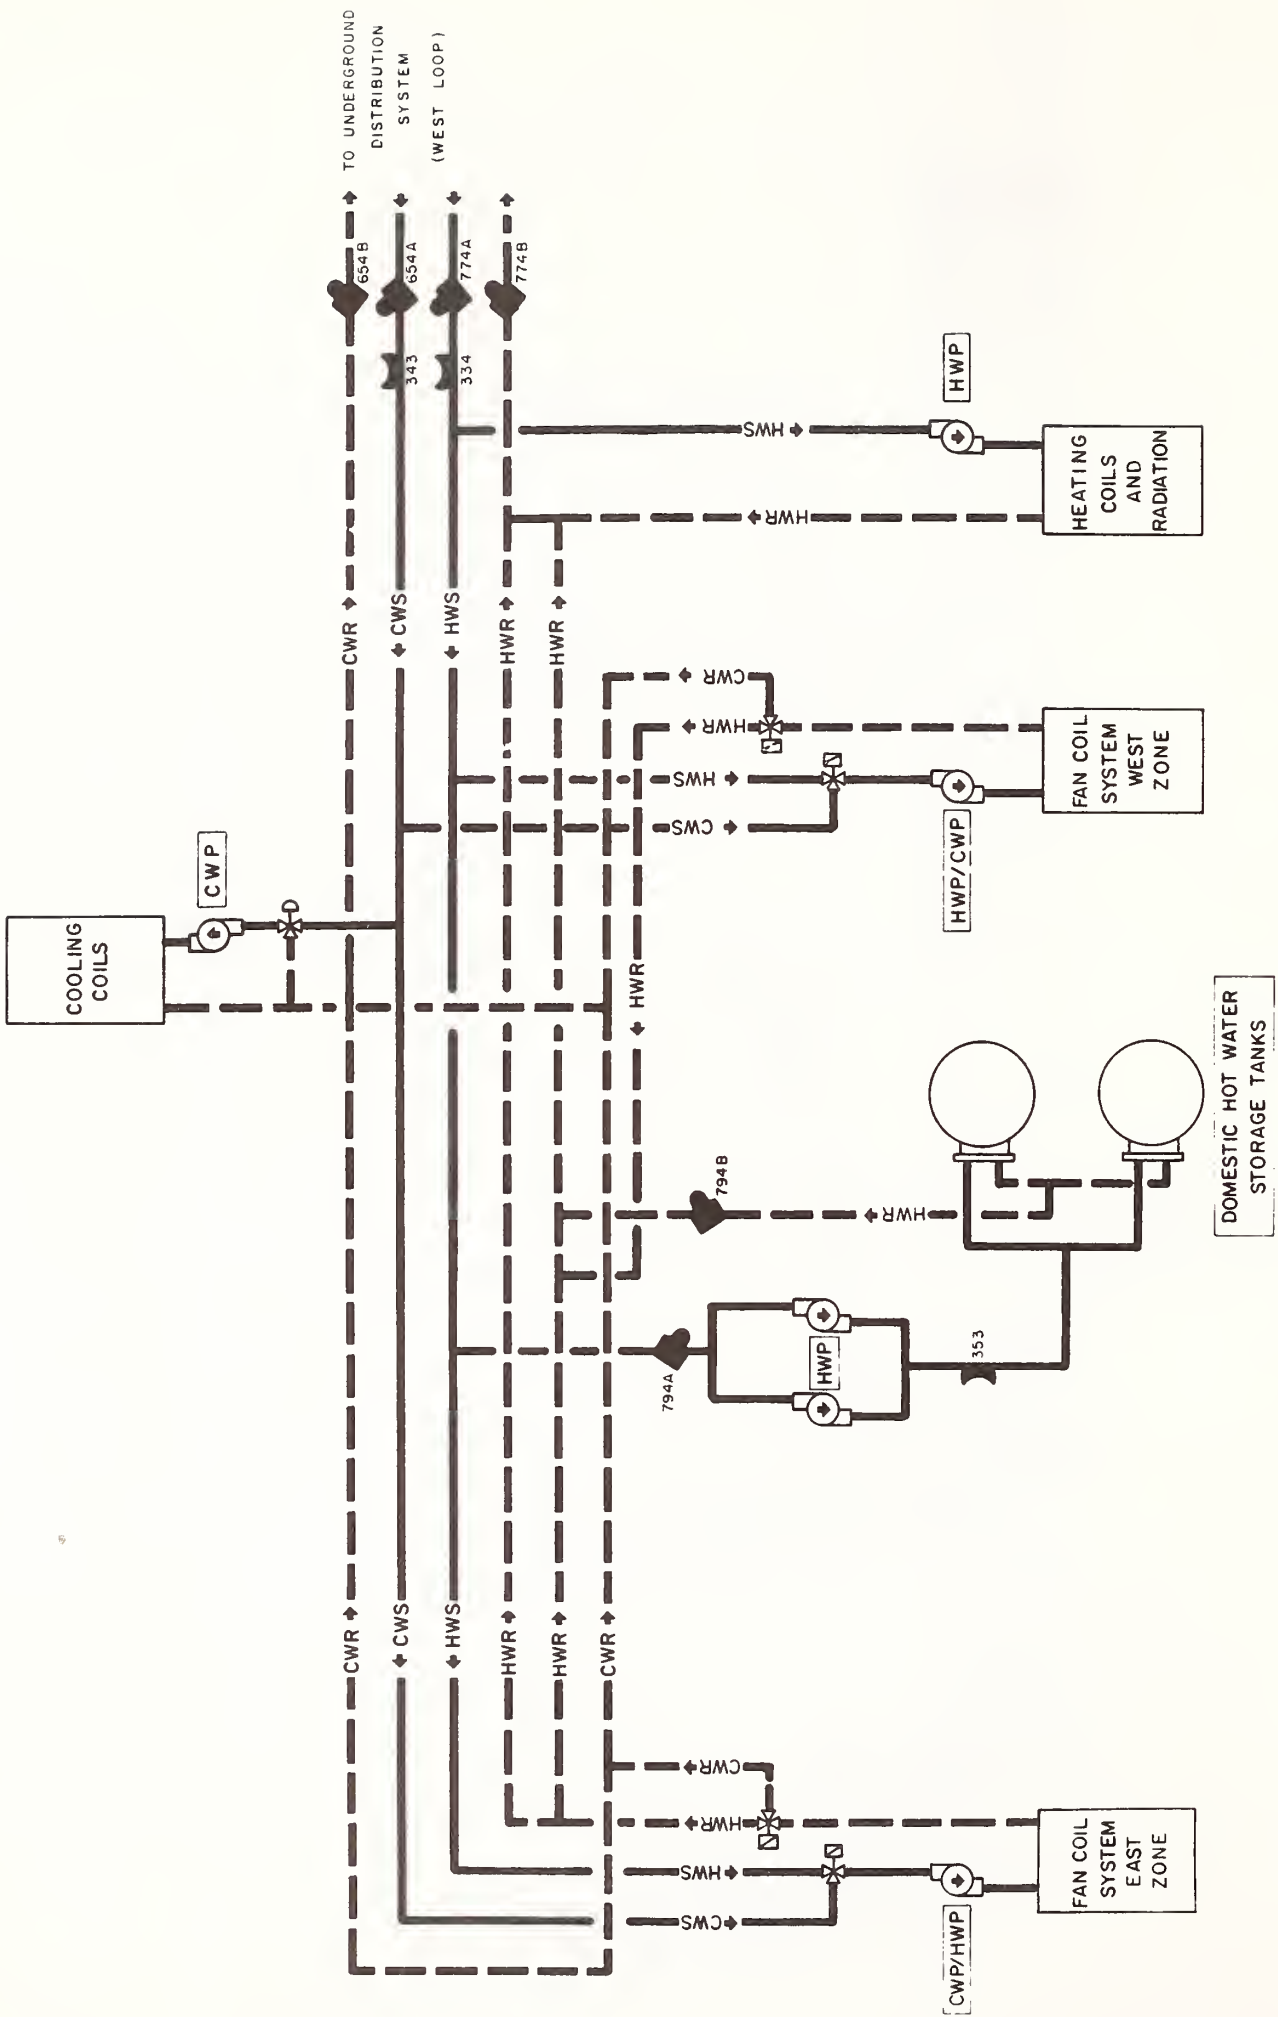 TO UNDERGROUND
DISTRIBUTION
SYSTEM
(WEST LOOP)
654B
654A
774A
774B
343
334
COOLING
COILS
CWP
CWR
CWS
HWS
HWR
HWR
CWR
CWS
HWS
HWR
HWR
CWR
HWR
CWR
HWR
HWS
CWS
CWP/HWP
FAN COIL
SYSTEM
EAST
ZONE
794A
HWP
353
794B
HWR
DOMESTIC HOT WATER
STORAGE TANKS
CWS
HWS
HWR
CWR
HWP/CWP
FAN COIL
SYSTEM
WEST
ZONE
HWR
HWS
HWP
HEATING
COILS
AND
RADIATION